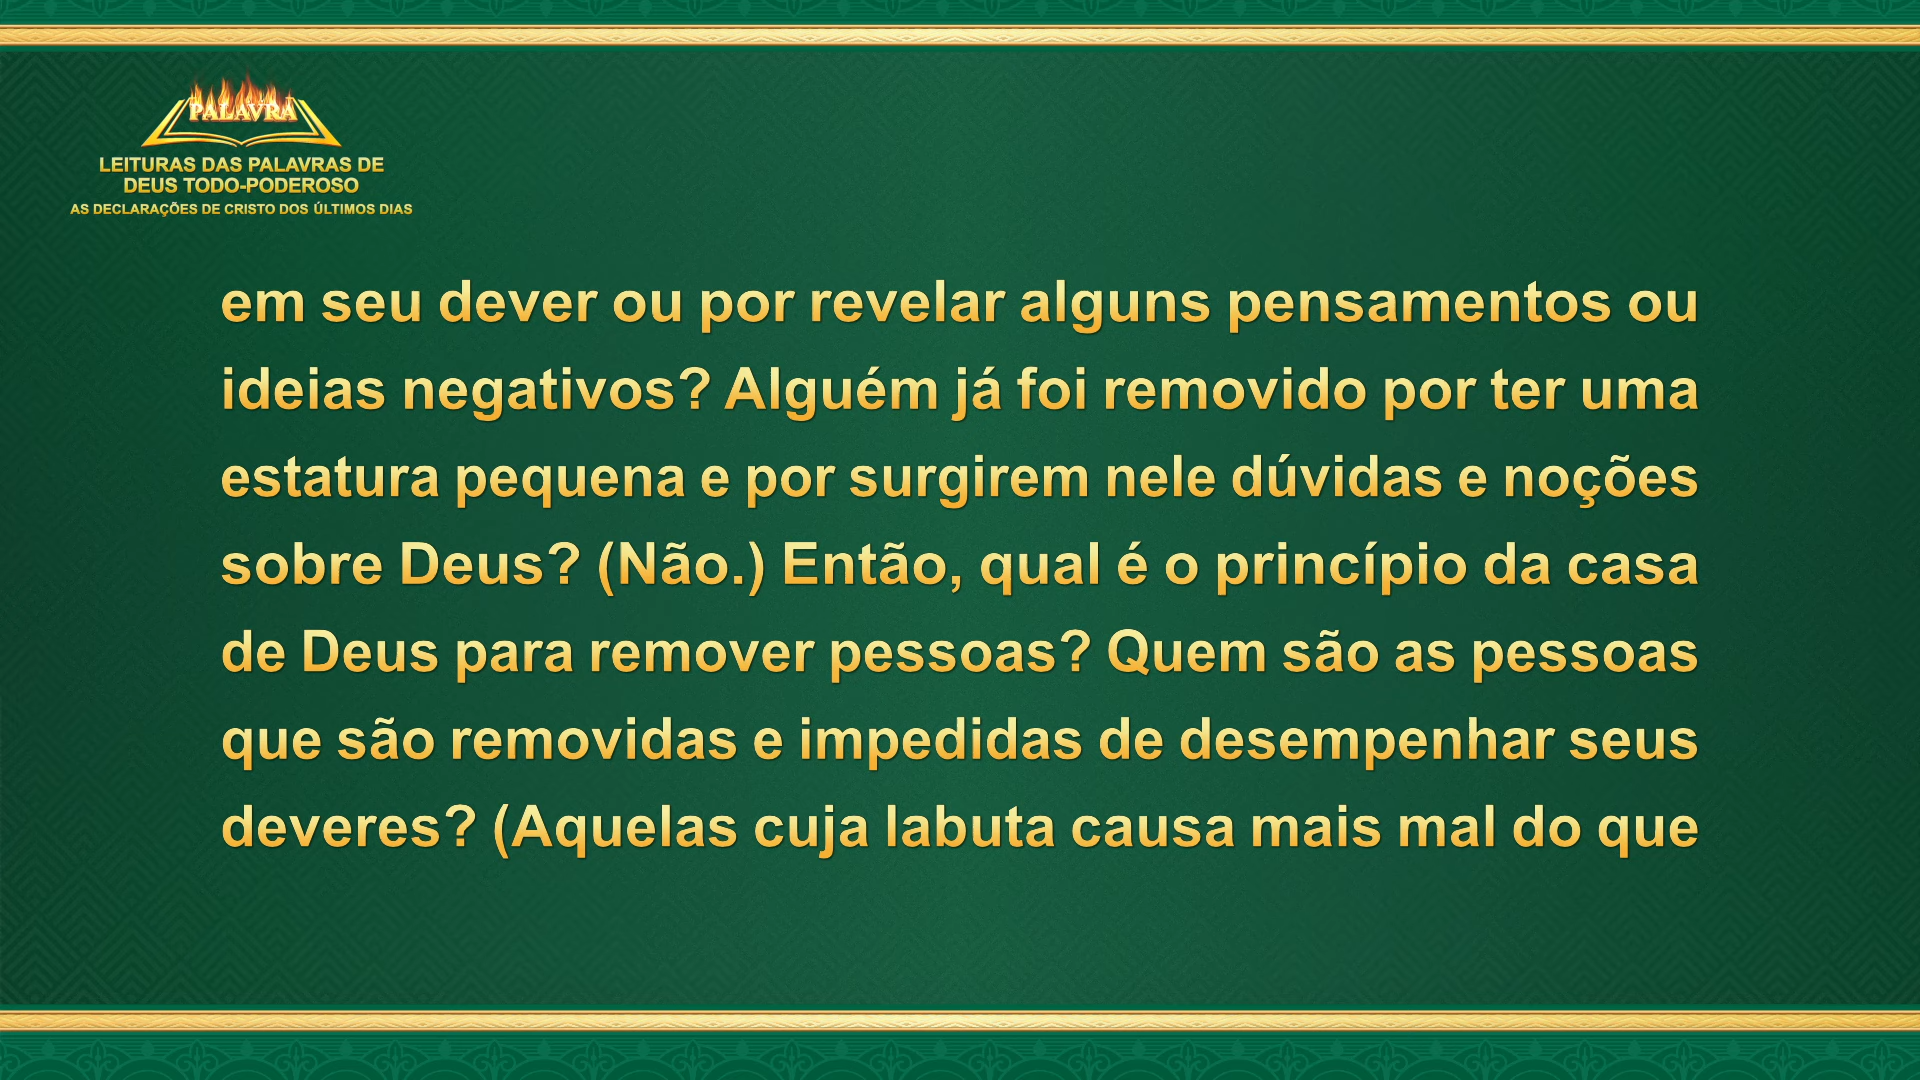 PALAVRA
LEITURAS DAS PALAVRAS DE
DEUS TODO-PODEROSO
AS DECLARAÇÕES DE CRISTO DOS ÚLTIMOS DIAS
em seu dever ou por revelar alguns pensamentos ou
ideias negativos? Alguém já foi removido por ter uma
estatura pequena e por surgirem nele dúvidas e noções
sobre Deus? (Não.) Então, qual é o princípio da casa
de Deus para remover pessoas? Quem são as pessoas
que são removidas e impedidas de desempenhar seus
deveres? (Aquelas cuja labuta causa mais mal do que